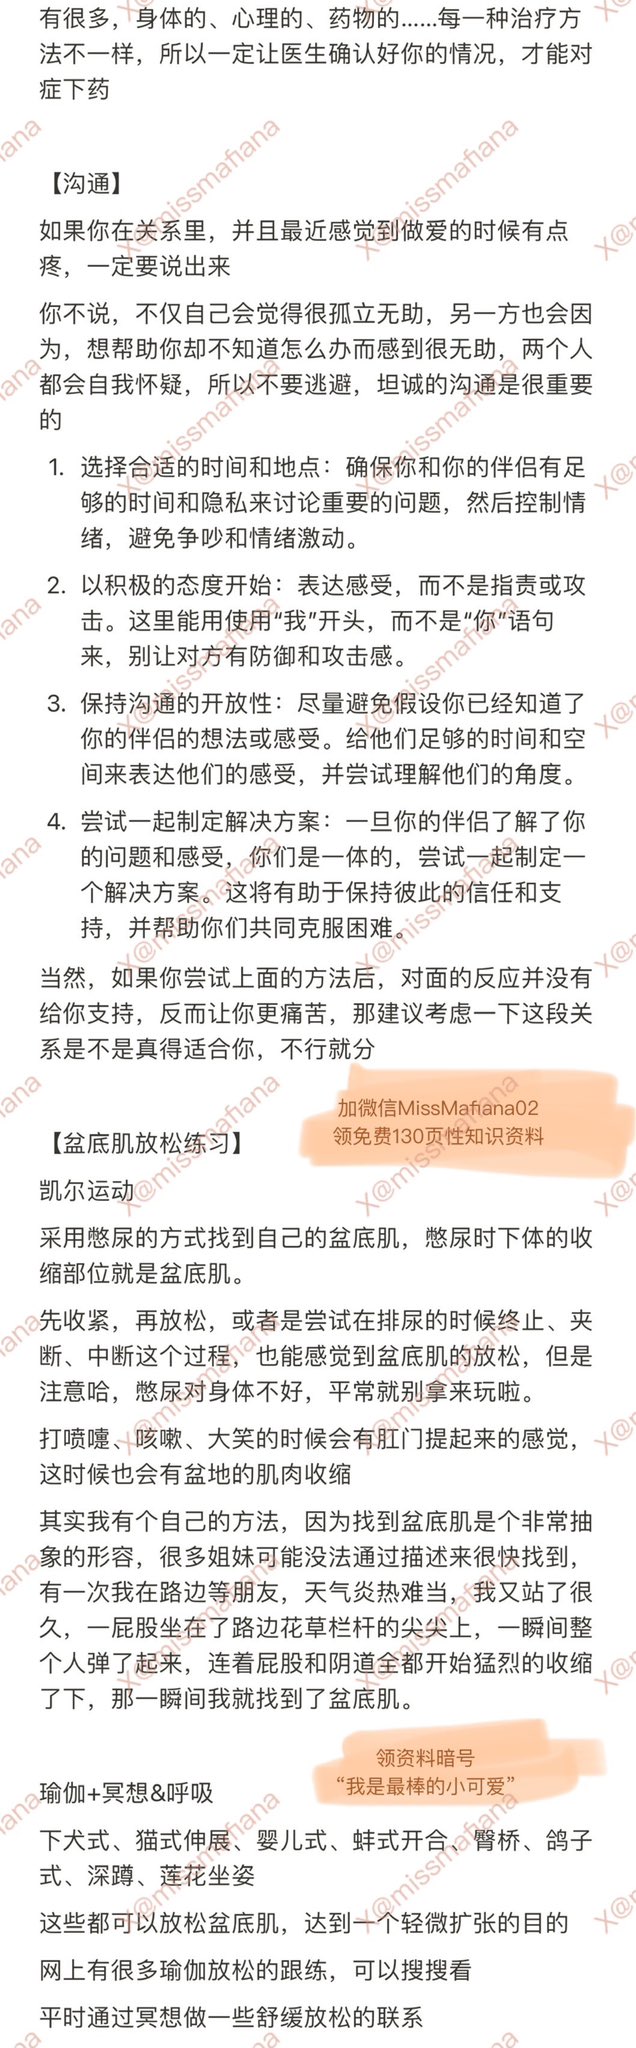 有很多，身体的、心理的、药物的……每一种治疗方
法不一样，所以一定让医生确认好你的情况，才能对
症下药
【沟通】
如果你在关系里，并且最近感觉到做爱的时候有点
疼，一定要说出来
你不说，不仅自己会觉得很孤立无助，另一方也会因
为，想帮助你却不知道怎么办而感到很无助，两个人
都会自我怀疑，所以不要逃避，坦诚的沟通是很重要
的
1. 选择合适的时间和地点：确保你和你的伴侣有足
够的时间和隐私来讨论重要的问题，然后控制情
绪，避免争吵和情绪激动。
2. 以积极的态度开始：表达感受，而不是指责或攻
击。这里能用使用“我”开头，而不是“你”语句
来，别让对方有防御和攻击感。
3. 保持沟通的开放性：尽量避免假设你已经知道了
你的伴侣的想法或感受。给他们足够的时间和空
间来表达他们的感受，并尝试理解他们的角度。
4. 尝试一起制定解决方案：一旦你的伴侣了解了你
的问题和感受，你们是一体的，尝试一起制定一
个解决方案。这将有助于保持彼此的信任和支
持，并帮助你们共同克服困难。
当然，如果你尝试上面的方法后，对面的反应并没有
给你支持，反而让你更痛苦，那建议考虑一下这段关
系是不是真得适合你，不行就分
加微信MissMafiana02
领免费130页性知识资料
【盆底肌放松练习】
凯尔运动
采用憋尿的方式找到自己的盆底肌，憋尿时下体的收
缩部位就是盆底肌。
先收紧，再放松，或者是尝试在排尿的时候终止、夹
断、中断这个过程，也能感觉到盆底肌的放松，但是
注意哈，憋尿对身体不好，平常就别拿来玩啦。
打喷嚏、咳嗽、大笑的时候会有肛门提起来的感觉，
这时候也会有盆地的肌肉收缩
其实我有个自己的方法，因为找到盆底肌是个非常抽
象的形容，很多姐妹可能没法通过描述来很快找到，
有一次我在路边等朋友，天气炎热难当，我又站了很
久，一屁股坐在了路边花草栏杆的尖尖上，一瞬间整
个人弹了起来，连着屁股和阴道全都开始猛烈的收缩
了下，那一瞬间我就找到了盆底肌。
领资料暗号
“我是最棒的小可爱”
瑜伽+冥想&呼吸
下犬式、猫式伸展、婴儿式、蚌式开合、臀桥、鸽子
式、深蹲、莲花坐姿
这些都可以放松盆底肌，达到一个轻微扩张的目的
网上有很多瑜伽放松的跟练，可以搜搜看
平时通过冥想做一些舒缓放松的联系
X@missmafiana